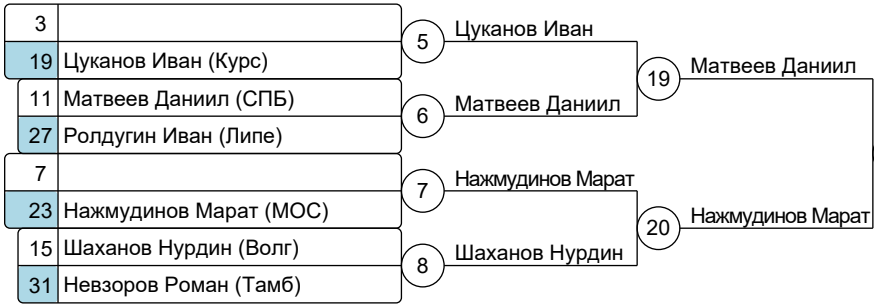 3
19 Цуканов Иван (Курс)
5 Цуканов Иван
11 Матвеев Даниил (СПБ)
27 Ролдугин Иван (Липе)
6 Матвеев Даниил
19 Матвеев Даниил
7
23 Нажмудинов Марат (МОС)
7 Нажмудинов Марат
15 Шаханов Нурдин (Волг)
31 Невзоров Роман (Тамб)
8 Шаханов Нурдин
20 Нажмудинов Марат